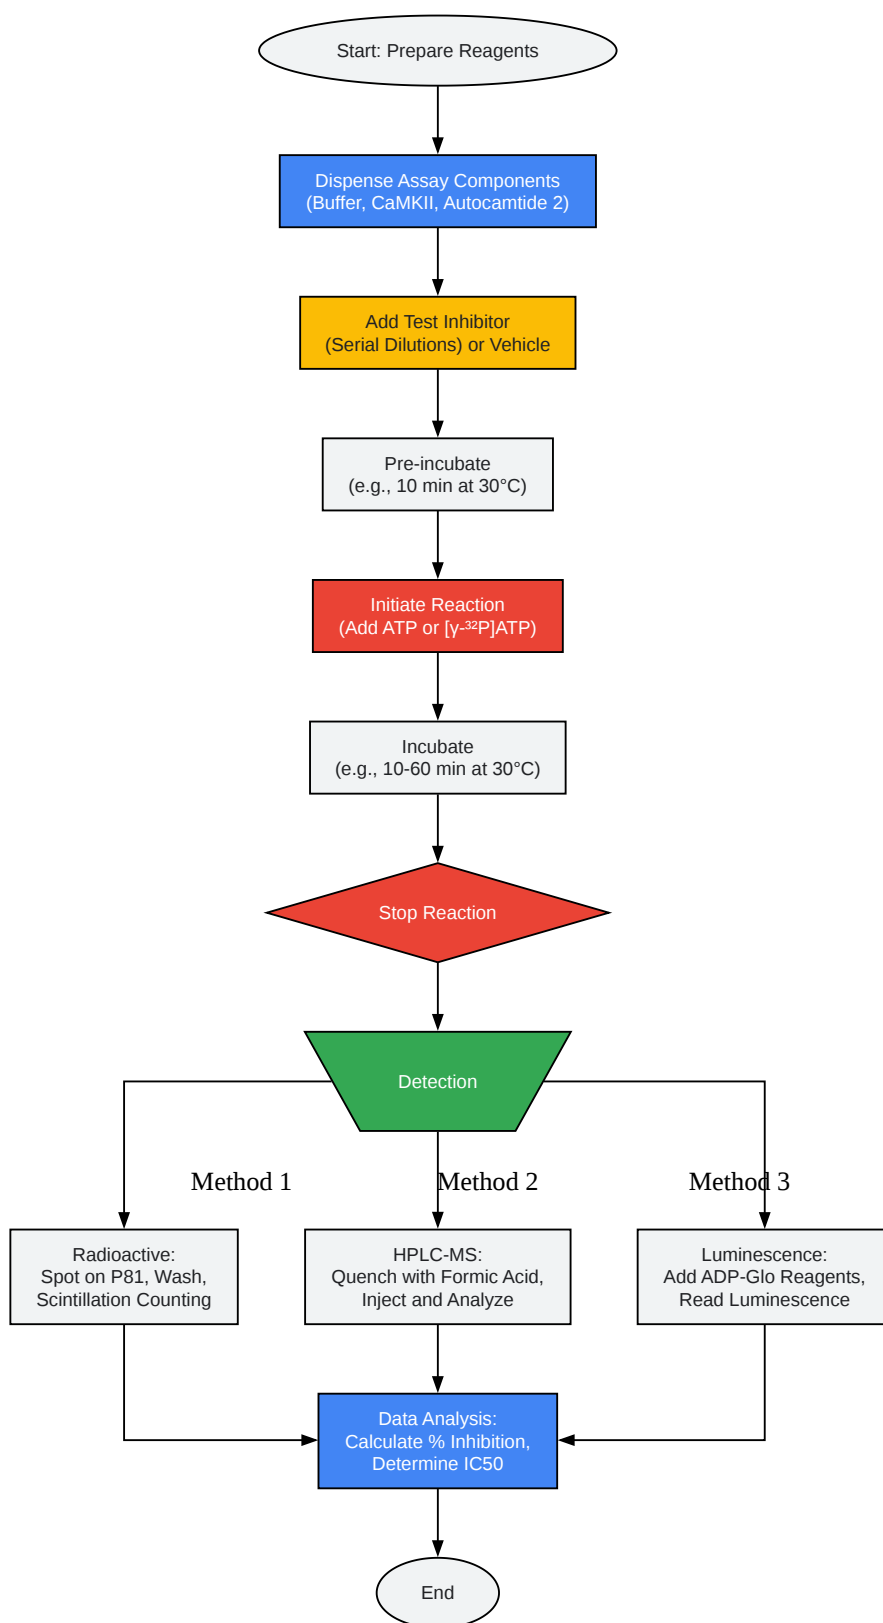 Start: Prepare Reagents
Dispense Assay Components
(Buffer, CaMKII, Autocamtide 2)
Add Test Inhibitor
(Serial Dilutions) or Vehicle
Pre-incubate
(e.g., 10 min at 30°C)
Initiate Reaction
(Add ATP or [γ-³²P]ATP)
Incubate
(e.g., 10-60 min at 30°C)
Stop Reaction
Detection
Method 1
Method 2
Method 3
Radioactive:
Spot on P81, Wash,
Scintillation Counting
HPLC-MS:
Quench with Formic Acid,
Inject and Analyze
Luminescence:
Add ADP-Glo Reagents,
Read Luminescence
Data Analysis:
Calculate % Inhibition,
Determine IC50
End